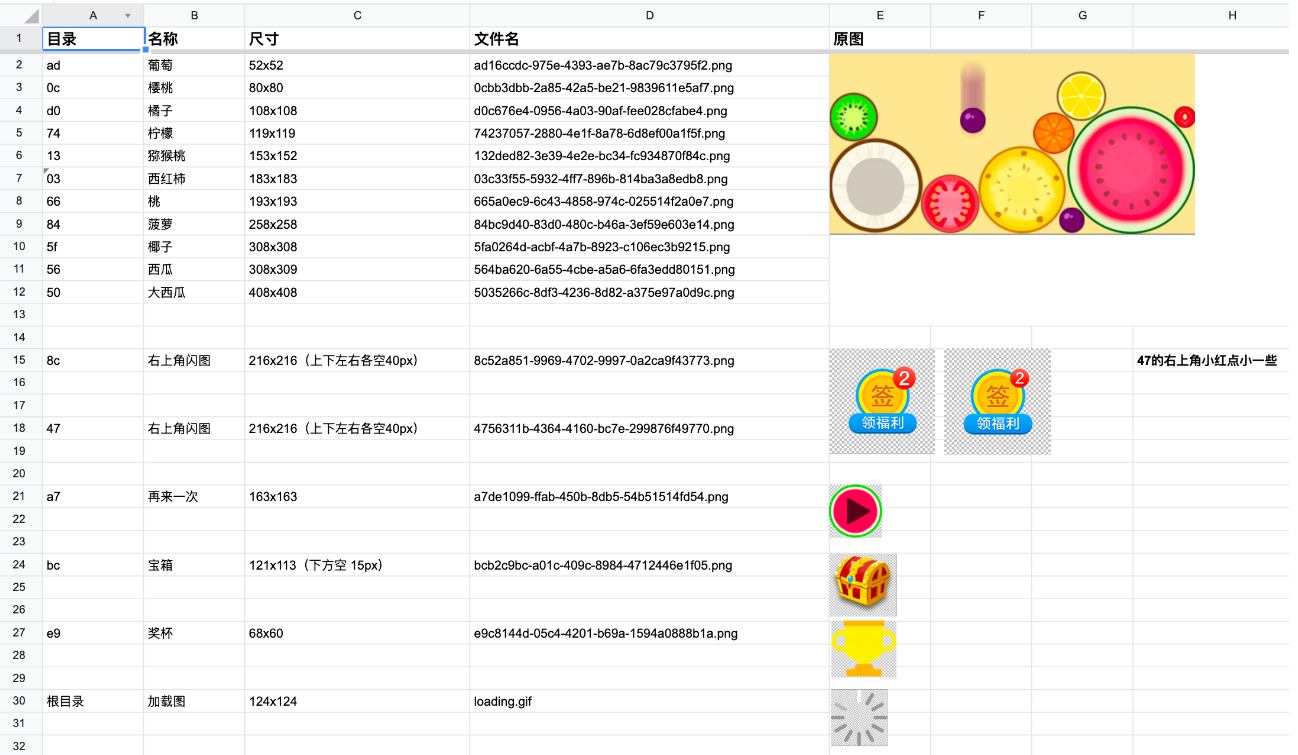 A B C D E F G H
1 目录 名称 尺寸 文件名 原图
2 ad 葡萄 52x52 ad16ccdc-975e-4393-ae7b-8ac79c3795f2.png
3 0c 樱桃 80x80 0cbb3dbb-2a85-42a5-be21-9839611e5af7.png
4 d0 橘子 108x108 d0c676e4-0956-4a03-90af-fee028cfabe4.png
5 74 柠檬 119x119 74237057-2880-4e1f-8a78-6d8ef00a1f5f.png
6 13 猕猴桃 153x152 132ded82-3e39-4e2e-bc34-fc934870f84c.png
7 03 西红柿 183x183 03c33f55-5932-4ff7-896b-814ba3a8edb8.png
8 66 桃 193x193 665a0ec9-6c43-4858-974c-025514f2a0e7.png
9 84 菠萝 258x258 84bc9d40-83d0-480c-b46a-3ef59e603e14.png
10 5f 椰子 308x308 5fa0264d-acbf-4a7b-8923-c106ec3b9215.png
11 56 西瓜 308x309 564ba620-6a55-4cbe-a5a6-6fa3edd80151.png
12 50 大西瓜 408x408 5035266c-8df3-4236-8d82-a375e97a0d9c.png
13
14
15 8c 右上角闪图 216x216（上下左右各空40px） 8c52a851-9969-4702-9997-0a2ca9f43773.png 47的右上角小红点小一些
2 2
16
签 签
17
领福利 领福利
18 47 右上角闪图 216x216（上下左右各空40px） 4756311b-4364-4160-bc7e-299876f49770.png
19
20
21 a7 再来一次 163x163 a7de1099-ffab-450b-8db5-54b51514fd54.png
22
23
24 bc 宝箱 121x113（下方空 15px） bcb2c9bc-a01c-409c-8984-4712446e1f05.png
25
26
27 e9 奖杯 68x60 e9c8144d-05c4-4201-b69a-1594a0888b1a.png
28
29
30 根目录 加载图 124x124 loading.gif
31
32